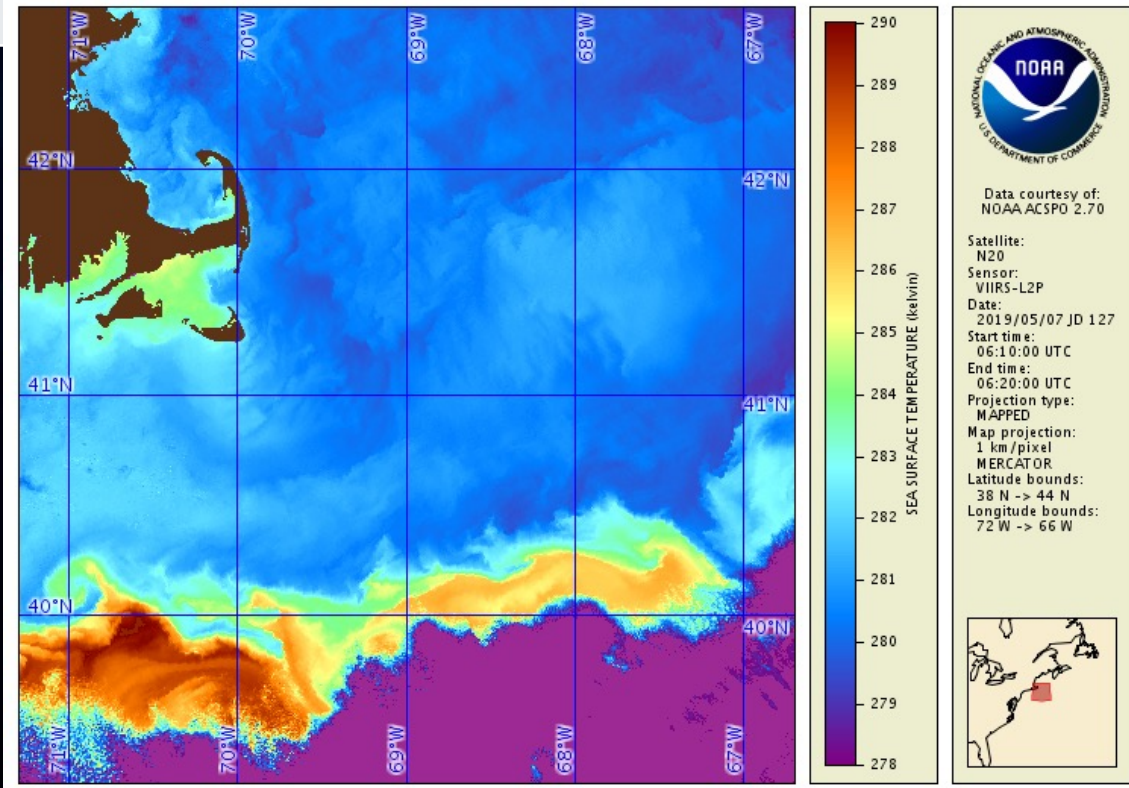 71°W
70°W
69°W
68°W
67°W
42°N
42°N
41°N
41°N
40°N
40°N
71°W
70°W
69°W
68°W
67°W
290
289
288
287
286
285
284
283
282
281
280
279
278
SEA SURFACE TEMPERATURE (kelvin)
NATIONAL OCEANIC AND ATMOSPHERIC ADMINISTRATION
NOAA
U.S. DEPARTMENT OF COMMERCE
Data courtesy of:
NOAA ACSPO 2.70
Satellite:
N20
Sensor:
VIIRS-L2P
Date:
2019/05/07 JD 127
Start time:
06:10:00 UTC
End time:
06:20:00 UTC
Projection type:
MAPPED
Map projection:
1 km/pixel
MERCATOR
Latitude bounds:
38 N -> 44 N
Longitude bounds:
72 W -> 66 W